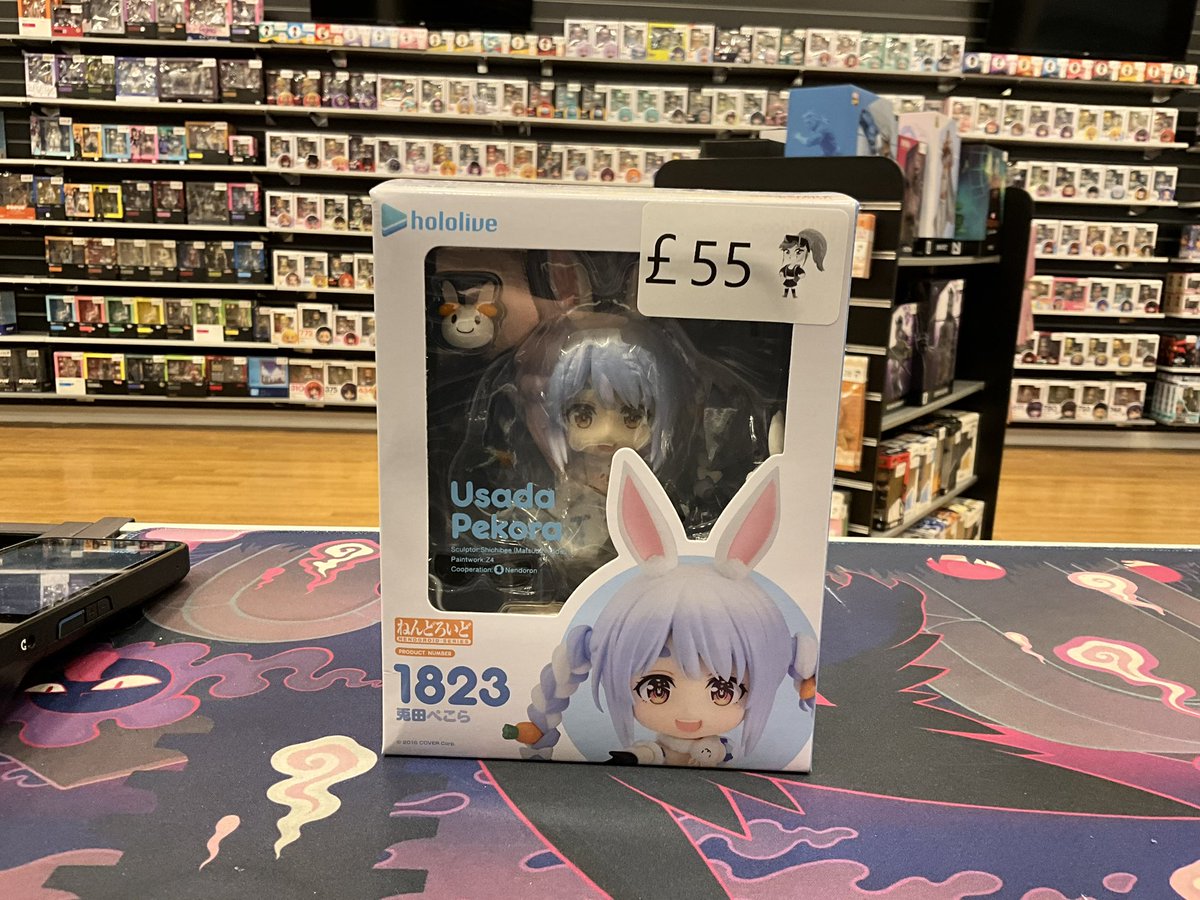 hololive
£55
Usada
Pekora
Paintwork:Z4
Cooperation: Nendoron
ねんどろいど
NENDOROID SERIES
PRODUCT NUMBER
1823
兎田ぺこら
© 2016 COVER Corp.